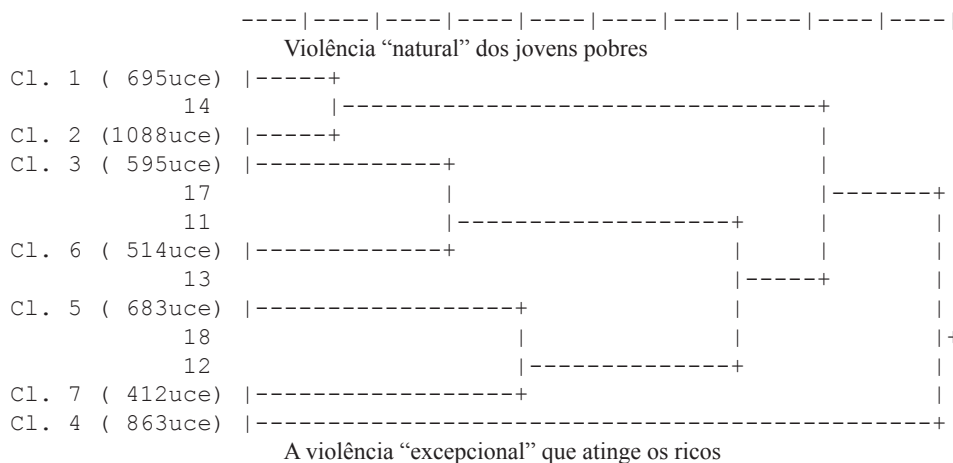 ----|----|----|----|----|----|----|----|----|----|
Violência “natural” dos jovens pobres
Cl. 1 ( 695uce) |-----+
14 |---------------------------------+
Cl. 2 (1088uce) |-----+ |
Cl. 3 ( 595uce) |-------------+ |
17 | |-------+
11 |-------------------+ | |
Cl. 6 ( 514uce) |-------------+ | | |
13 |-----+ |
Cl. 5 ( 683uce) |------------------+ | |
18 | | |+
12 |--------------+ |
Cl. 7 ( 412uce) |------------------+ |
Cl. 4 ( 863uce) |-----------------------------------------------+
A violência “excepcional” que atinge os ricos